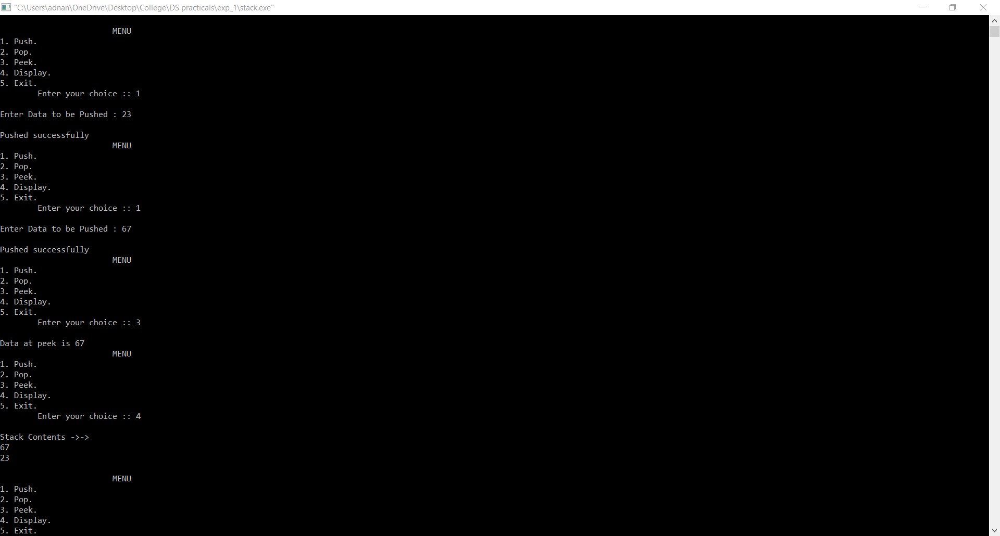 "C:\Users\adnan\OneDrive\Desktop\College\DS practicals\exp_1\stack.exe"
MENU
1. Push.
2. Pop.
3. Peek.
4. Display.
5. Exit.
Enter your choice :: 1
Enter Data to be Pushed : 23
Pushed successfully
MENU
1. Push.
2. Pop.
3. Peek.
4. Display.
5. Exit.
Enter your choice :: 1
Enter Data to be Pushed : 67
Pushed successfully
MENU
1. Push.
2. Pop.
3. Peek.
4. Display.
5. Exit.
Enter your choice :: 3
Data at peek is 67
MENU
1. Push.
2. Pop.
3. Peek.
4. Display.
5. Exit.
Enter your choice :: 4
Stack Contents ->->
67
23
MENU
1. Push.
2. Pop.
3. Peek.
4. Display.
5. Exit.